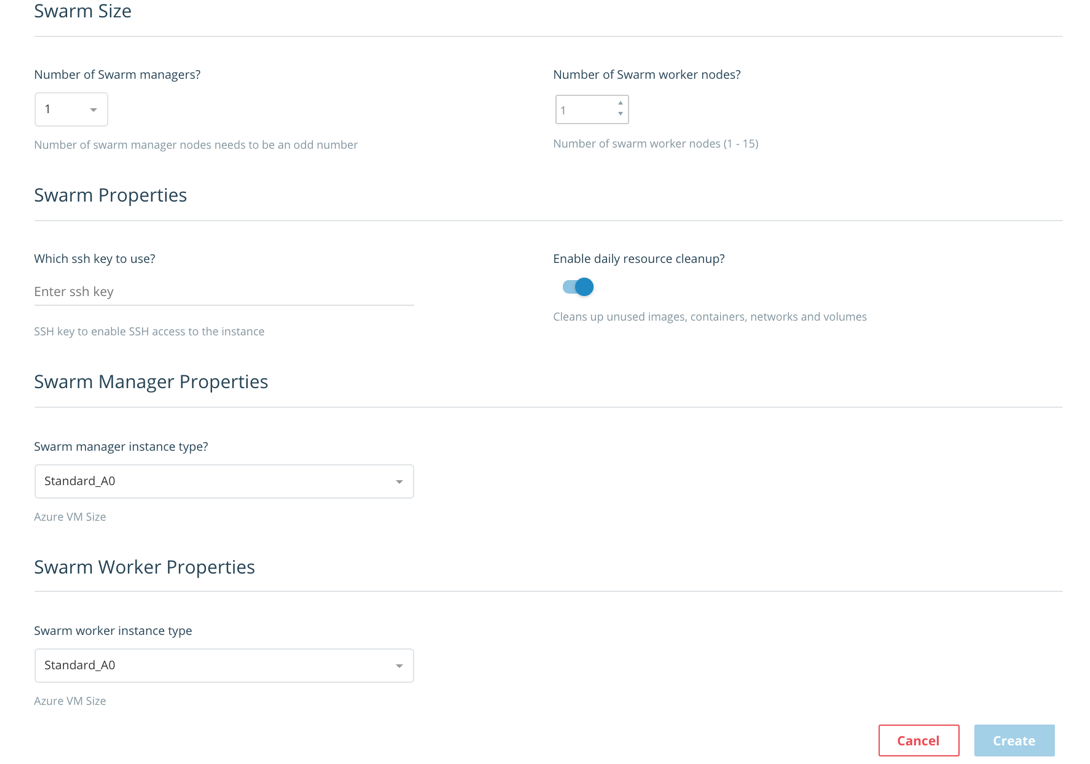 Swarm Size
Number of Swarm managers?
1
Number of swarm manager nodes needs to be an odd number
Number of Swarm worker nodes?
1
Number of swarm worker nodes (1 - 15)
Swarm Properties
Which ssh key to use?
Enter ssh key
SSH key to enable SSH access to the instance
Enable daily resource cleanup?
Cleans up unused images, containers, networks and volumes
Swarm Manager Properties
Swarm manager instance type?
Standard_A0
Azure VM Size
Swarm Worker Properties
Swarm worker instance type
Standard_A0
Azure VM Size
Cancel
Create